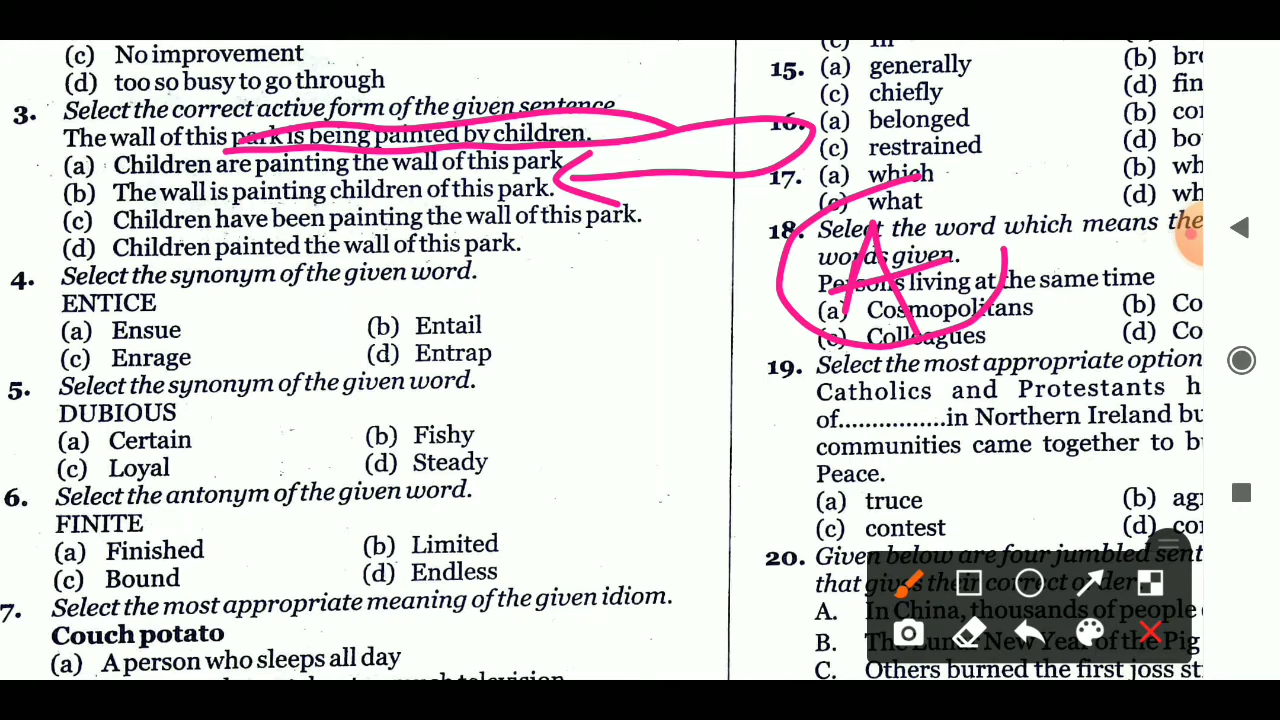 (c) No improvement
(d) too so busy to go through
3. Select the correct active form of the given sentence
The wall of this park is being painted by children.
(a) Children are painting the wall of this park
(b) The wall is painting children of this park.
(c) Children have been painting the wall of this park.
(d) Children painted the wall of this park.
4. Select the synonym of the given word.
ENTICE
(a) Ensue (b) Entail
(c) Enrage (d) Entrap
5. Select the synonym of the given word.
DUBIOUS
(a) Certain (b) Fishy
(c) Loyal (d) Steady
6. Select the antonym of the given word.
FINITE
(a) Finished (b) Limited
(c) Bound (d) Endless
7. Select the most appropriate meaning of the given idiom.
Couch potato
(a) A person who sleeps all day
television
15. (a) generally (b)
(c) chiefly (d)
16. (a) belonged (b)
(c) restrained (d)
17. (a) which (b)
(c) what (d)
A
18. Select the word which means the
words given.
Persons living at the same time
(a) Cosmopolitans (b)
(c) Colleagues (d)
19. Select the most appropriate option
Catholics and Protestants
of................in Northern Ireland
communities came together to
Peace.
(a) truce (b)
(c) contest (d)
20. Given below are four jumbled
that gives their correct order
A. In China, thousands of people
B. The Lunar New Year of the Pig
C. Others burned the first joss